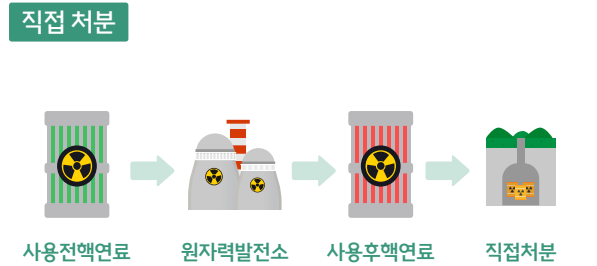 직접 처분
사용전핵연료
원자력발전소
사용후핵연료
직접처분